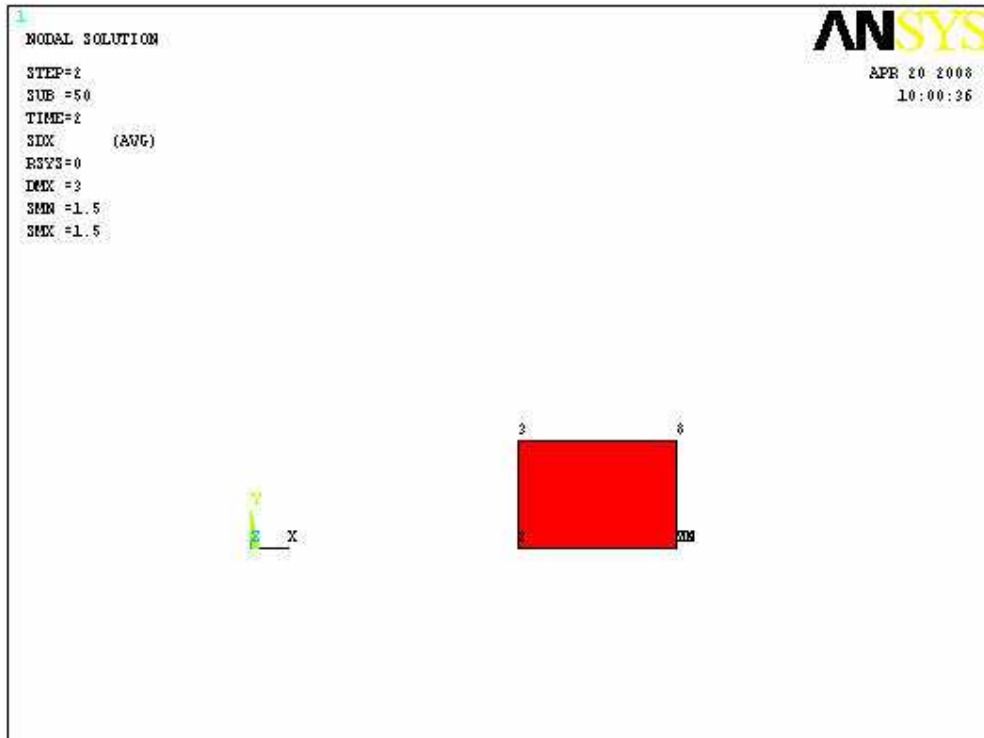 1
NODAL SOLUTION
STEP=2
SUB =50
TIME=2
SDX (AVG)
RSYS=0
DMX =3
SMN =1.5
SMX =1.5
ANSYS
APR 20 2008
10:00:36
3 8
Y
Z X
2